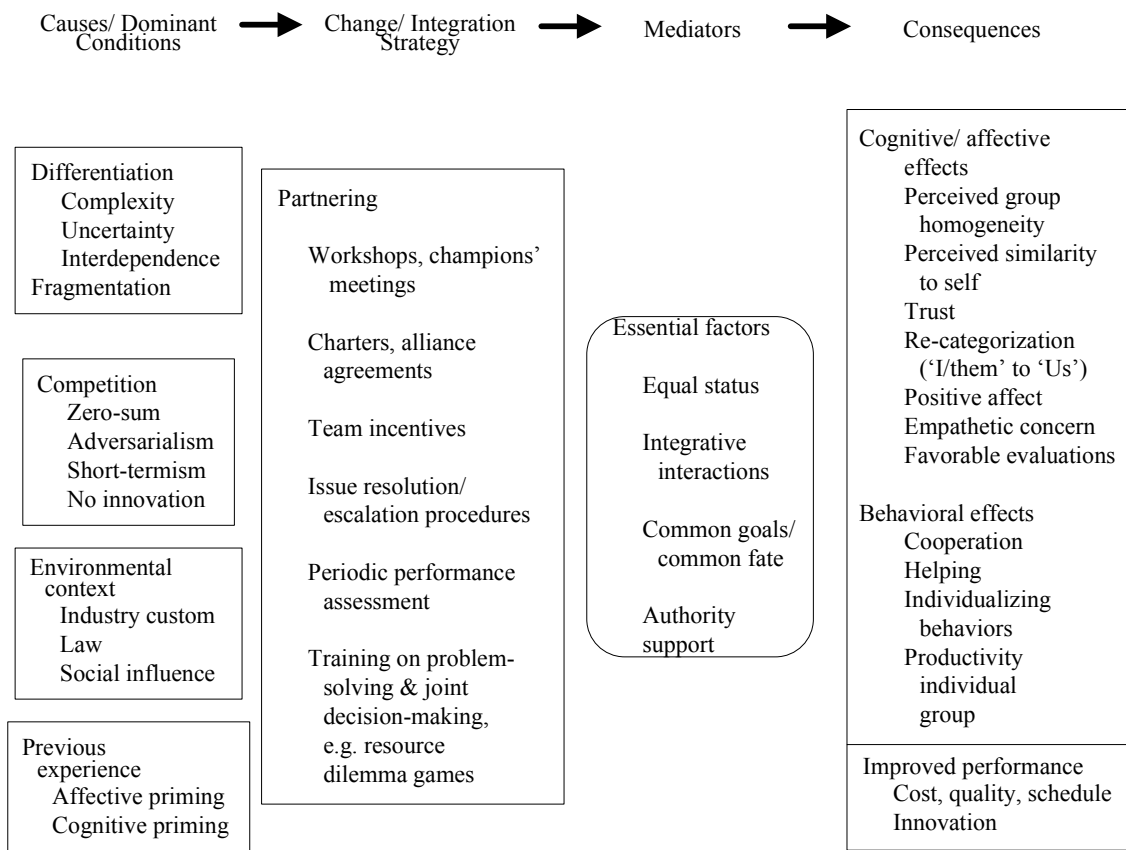 Causes/ Dominant
Conditions
Change/ Integration
Strategy
Mediators
Consequences
Differentiation
Complexity
Uncertainty
Interdependence
Fragmentation
Competition
Zero-sum
Adversarialism
Short-termism
No innovation
Environmental
context
Industry custom
Law
Social influence
Previous
experience
Affective priming
Cognitive priming
Partnering
Workshops, champions’
meetings
Charters, alliance
agreements
Team incentives
Issue resolution/
escalation procedures
Periodic performance
assessment
Training on problem-
solving & joint
decision-making,
e.g. resource
dilemma games
Essential factors
Equal status
Integrative
interactions
Common goals/
common fate
Authority
support
Cognitive/ affective
effects
Perceived group
homogeneity
Perceived similarity
to self
Trust
Re-categorization
(‘I/them’ to ‘Us’)
Positive affect
Empathetic concern
Favorable evaluations
Behavioral effects
Cooperation
Helping
Individualizing
behaviors
Productivity
individual
group
Improved performance
Cost, quality, schedule
Innovation